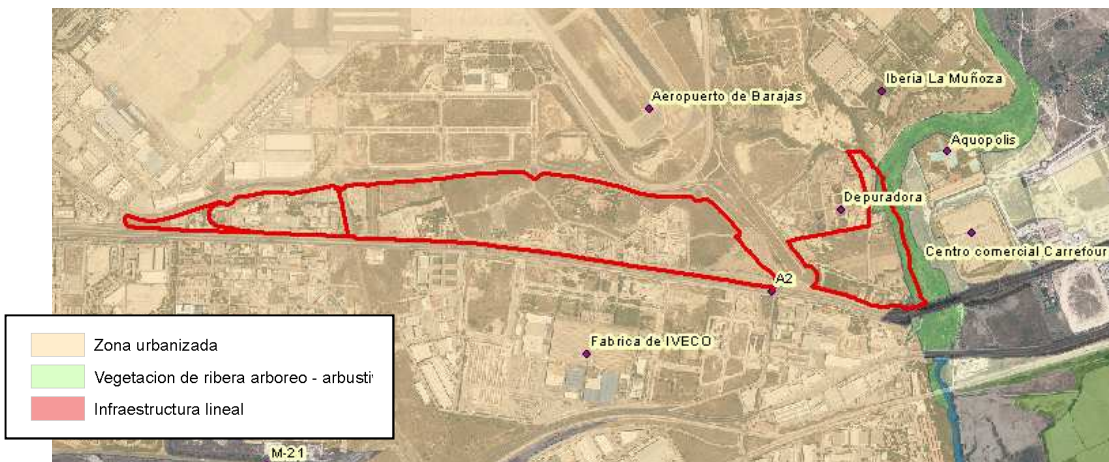 Iberia La Muñoza
Aeropuerto de Barajas
Aquopolis
Depuradora
Centro comercial Carrefour
A2
Fabrica de IVECO
Zona urbanizada
Vegetacion de ribera arboreo - arbusti
Infraestructura lineal
M-21